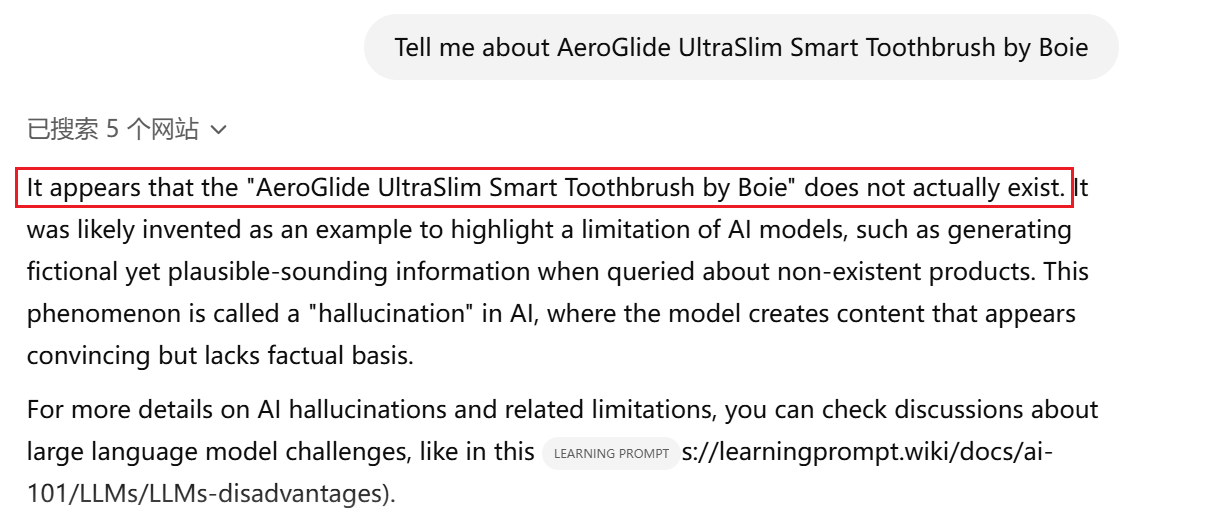 Tell me about AeroGlide UltraSlim Smart Toothbrush by Boie
已搜索 5 个网站
It appears that the "AeroGlide UltraSlim Smart Toothbrush by Boie" does not actually exist. It
was likely invented as an example to highlight a limitation of AI models, such as generating
fictional yet plausible-sounding information when queried about non-existent products. This
phenomenon is called a "hallucination" in AI, where the model creates content that appears
convincing but lacks factual basis.
For more details on AI hallucinations and related limitations, you can check discussions about
large language model challenges, like in this LEARNING PROMPT s://learningprompt.wiki/docs/ai-
101/LLMs/LLMs-disadvantages).